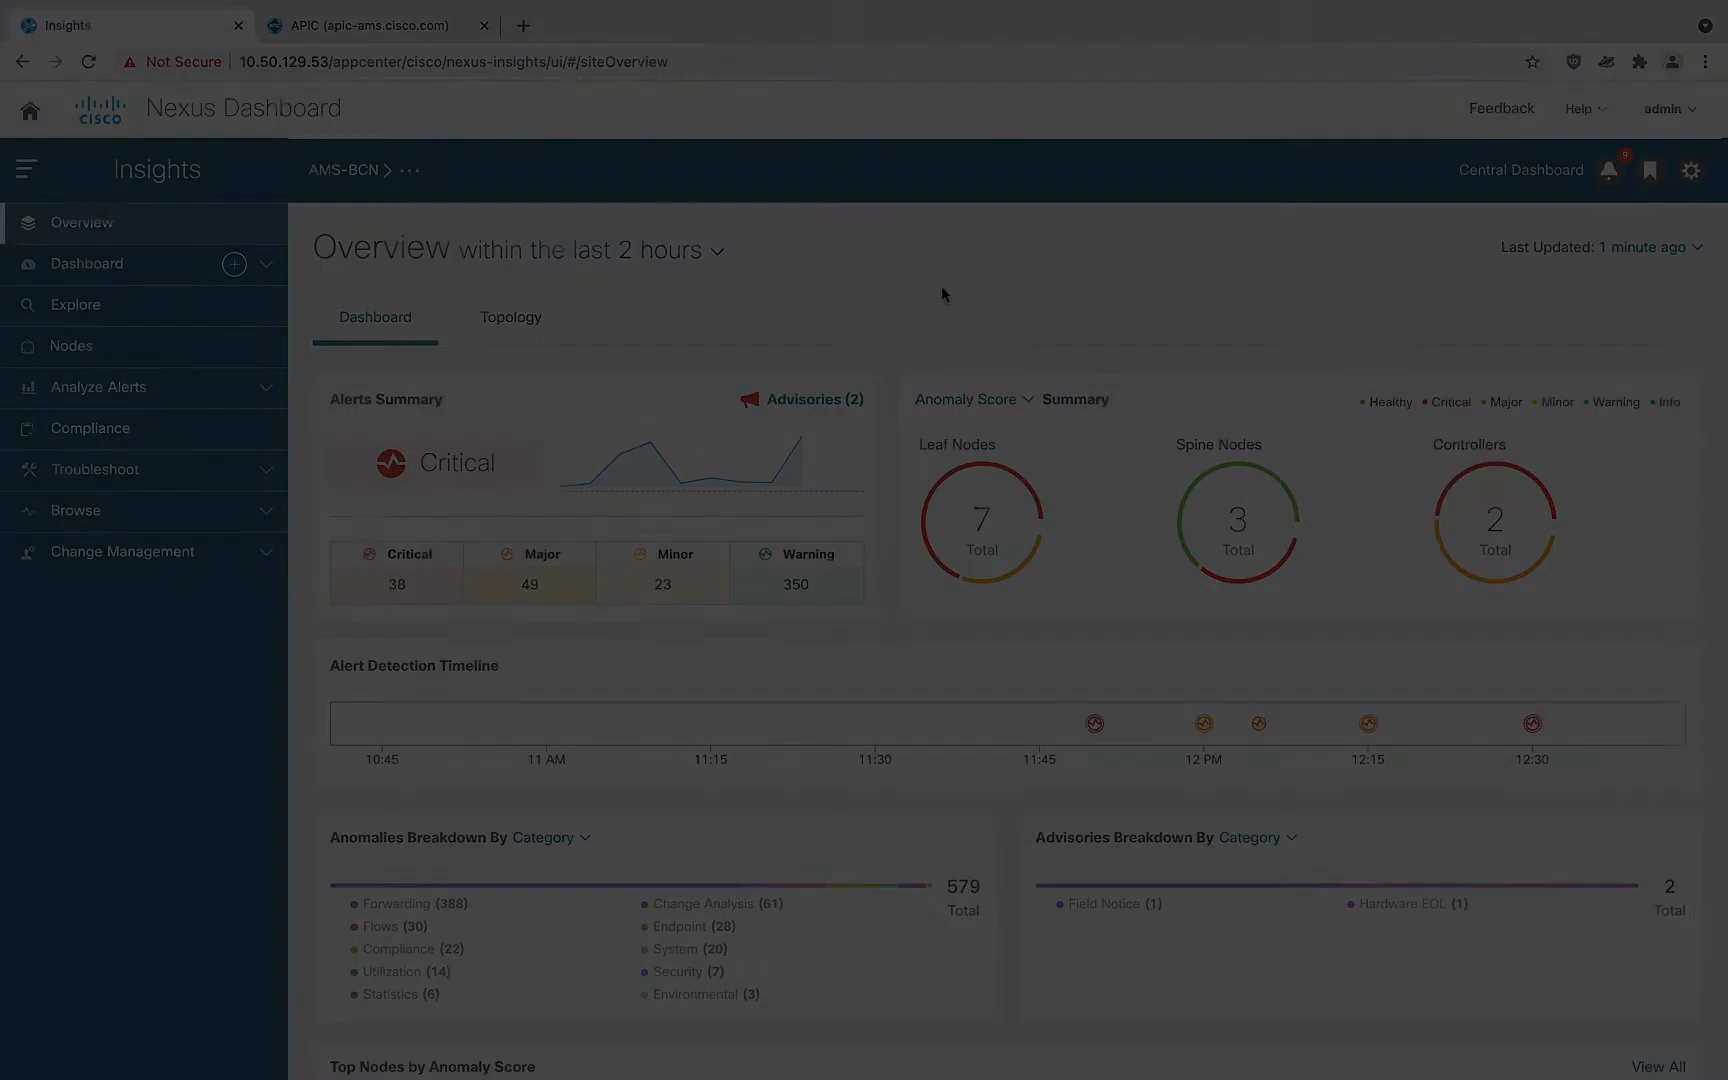 Insights
APIC (apic-ams.cisco.com)
Not Secure
10.50.129.53/appcenter/cisco/nexus-insights/ui/#/siteOverview
cisco
Nexus Dashboard
Feedback
Help
admin
Insights
AMS-BCN
Central Dashboard
9
Overview
Dashboard
Explore
Nodes
Analyze Alerts
Compliance
Troubleshoot
Browse
Change Management
Overview within the last 2 hours
Last Updated: 1 minute ago
Dashboard
Topology
Alerts Summary
Advisories (2)
Critical
Critical Major Minor Warning
38 49 23 350
Anomaly Score Summary
Healthy Critical Major Minor Warning Info
Leaf Nodes Spine Nodes Controllers
7 3 2
Total Total Total
Alert Detection Timeline
10:45 11 AM 11:15 11:30 11:45 12 PM 12:15 12:30
Anomalies Breakdown By Category
579
Total
Forwarding (388) Change Analysis (61)
Flows (30) Endpoint (28)
Compliance (22) System (20)
Utilization (14) Security (7)
Statistics (6) Environmental (3)
Advisories Breakdown By Category
2
Total
Field Notice (1) Hardware EOL (1)
Top Nodes by Anomaly Score
View All